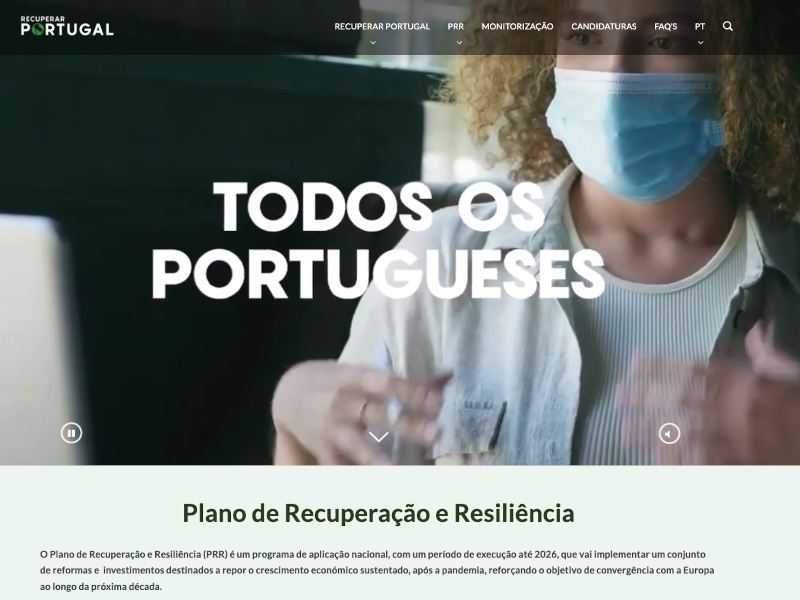 RECUPERAR
PORTUGAL
RECUPERAR PORTUGAL PRR MONITORIZAÇÃO CANDIDATURAS FAQ'S PT
TODOS OS
PORTUGUESES
Plano de Recuperação e Resiliência
O Plano de Recuperação e Resiliência (PRR) é um programa de aplicação nacional, com um período de execução até 2026, que vai implementar um conjunto
de reformas e investimentos destinados a repor o crescimento económico sustentado, após a pandemia, reforçando o objetivo de convergência com a Europa
ao longo da próxima década.